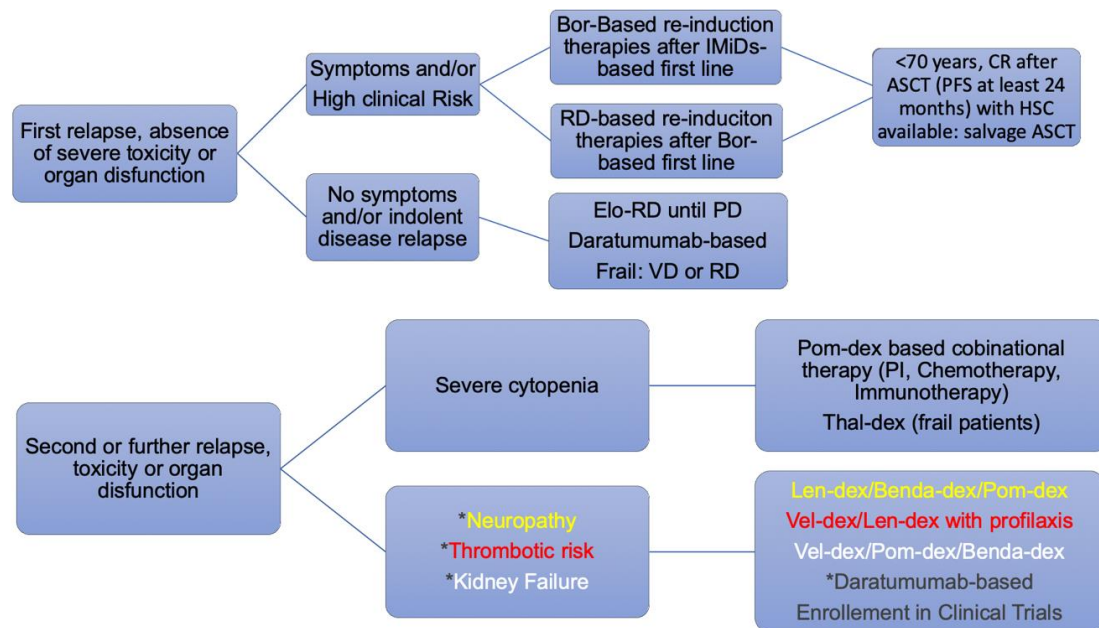 First relapse, absence
of severe toxicity or
organ disfunction
Symptoms and/or
High clinical Risk
No symptoms
and/or indolent
disease relapse
Bor-Based re-induction
therapies after IMiDs-
based first line
RD-based re-induciton
therapies after Bor-
based first line
<70 years, CR after
ASCT (PFS at least 24
months) with HSC
available: salvage ASCT
Elo-RD until PD
Daratumumab-based
Frail: VD or RD
Second or further relapse,
toxicity or organ
disfunction
Severe cytopenia
Pom-dex based cobinational
therapy (PI, Chemotherapy,
Immunotherapy)
Thal-dex (frail patients)
*Neuropathy
*Thrombotic risk
*Kidney Failure
Len-dex/Benda-dex/Pom-dex
Vel-dex/Len-dex with profilaxis
Vel-dex/Pom-dex/Benda-dex
*Daratumumab-based
Enrollement in Clinical Trials